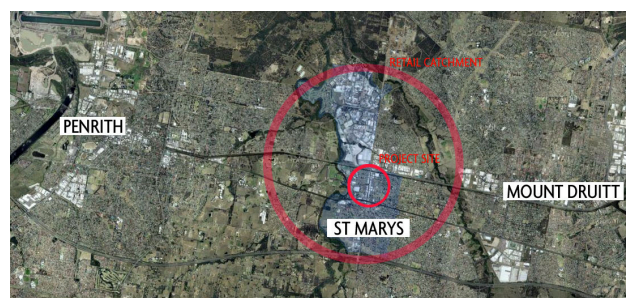 RETAIL CATCHMENT
PENRITH
PROJECT SITE
MOUNT DRUITT
ST MARYS